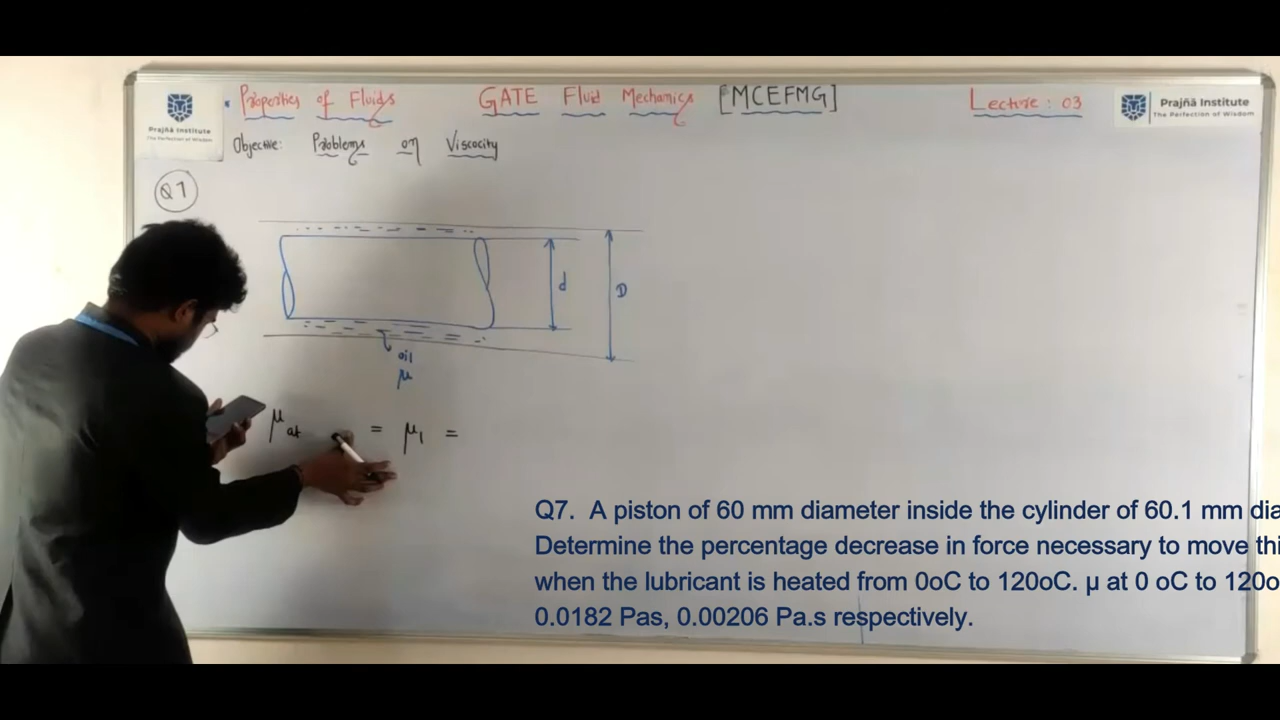 Prajñā Institute
The Perfection of Wisdom
Properties of Fluids
GATE Fluid Mechanics [MCEFMG]
Lecture : 03
Prajñā Institute
The Perfection of Wisdom
Objective: Problems on Viscocity
Q7
d
D
oil
μ
μ at = μ1 =
Q7. A piston of 60 mm diameter inside the cylinder of 60.1 mm dia
Determine the percentage decrease in force necessary to move thi
when the lubricant is heated from 0oC to 120oC. μ at 0 oC to 120o
0.0182 Pas, 0.00206 Pa.s respectively.